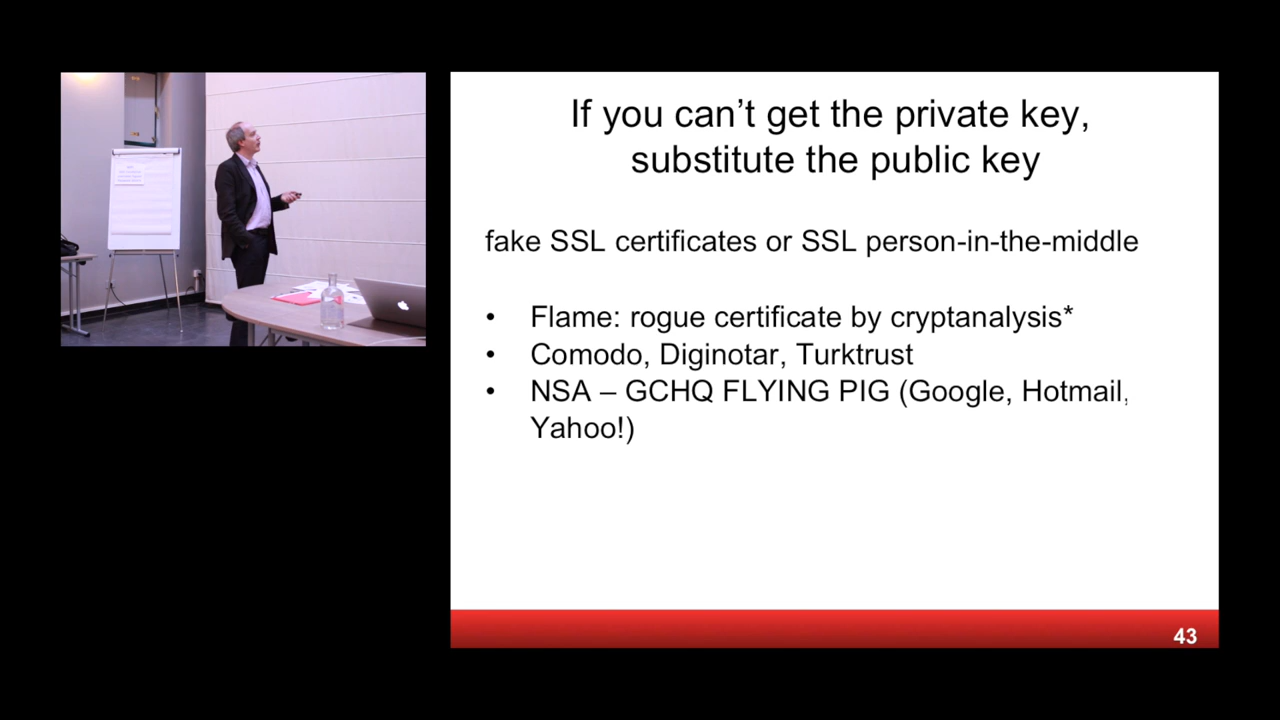 If you can’t get the private key,
substitute the public key
fake SSL certificates or SSL person-in-the-middle
• Flame: rogue certificate by cryptanalysis*
• Comodo, Diginotar, Turktrust
• NSA – GCHQ FLYING PIG (Google, Hotmail,
Yahoo!)
43